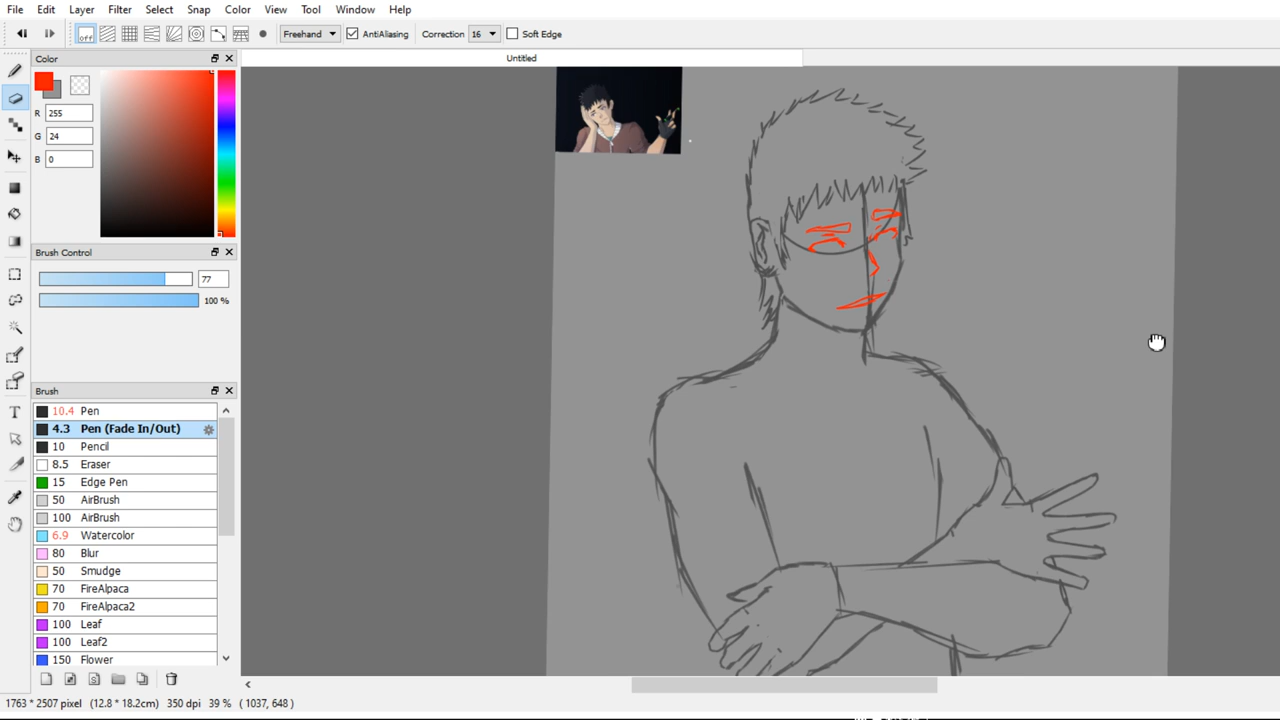 File Edit Layer Filter Select Snap Color View Tool Window Help
off Freehand AntiAliasing Correction 16 Soft Edge
Color Untitled
R 255
G 24
B 0
Brush Control
77
100 %
Brush
10.4 Pen
4.3 Pen (Fade In/Out)
10 Pencil
8.5 Eraser
15 Edge Pen
50 AirBrush
100 AirBrush
6.9 Watercolor
80 Blur
50 Smudge
70 FireAlpaca
70 FireAlpaca2
100 Leaf
100 Leaf2
150 Flower
1763 * 2507 pixel (12.8 * 18.2cm) 350 dpi 39 % ( 1037, 648 )